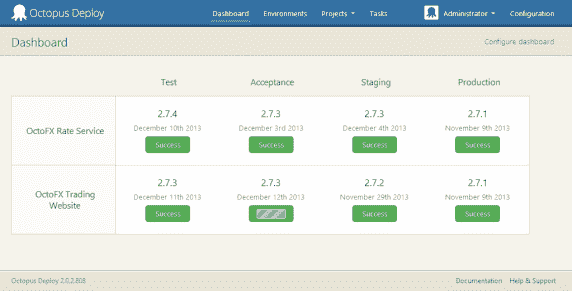 Octopus Deploy Dashboard Environments Projects Tasks Administrator Configuration
Dashboard Configure dashboard
Test Acceptance Staging Production
2.7.4 2.7.3 2.7.3 2.7.1
OctoFX Rate Service December 10th 2013 December 3rd 2013 December 4th 2013 November 9th 2013
Success Success Success Success
2.7.3 2.7.3 2.7.2 2.7.1
OctoFX Trading December 11th 2013 December 12th 2013 November 29th 2013 November 9th 2013
Website
Success Success Success
Octopus Deploy 2.0.2.808 Documentation Help & Support